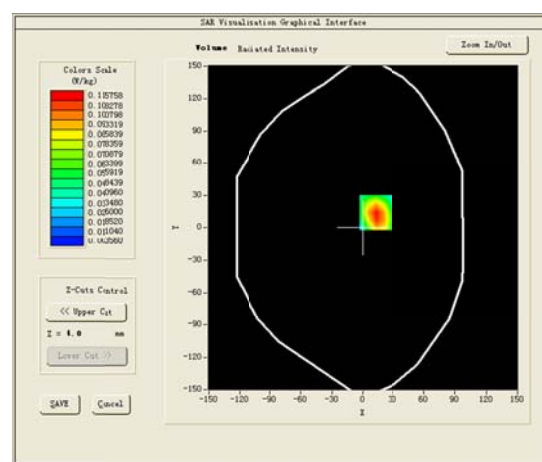 SAR Visualisation Graphical Interface
Volume Radiated Intensity
Zoom In/Out
Colors Scale
(W/kg)
0.115758
0.108278
0.100798
0.093319
0.085839
0.078359
0.070879
0.063399
0.055919
0.048439
0.040960
0.033480
0.026000
0.018520
0.011040
0.003560
Z-Cuts Control
<< Upper Cut
Z = 4.0 mm
Lower Cut >>
SAVE
Cancel
150
120
90
60
30
0
-30
-60
-90
-120
-150
Y
-150 -120 -90 -60 -30 0 30 60 90 120 150
X